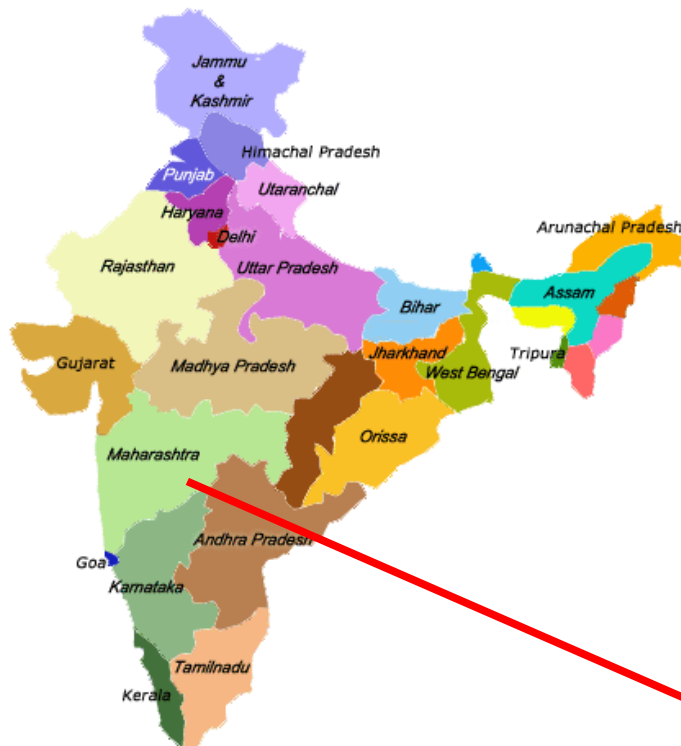 Jammu
&
Kashmir
Himachal Pradesh
Punjab
Utaranchal
Haryana
Arunachal Pradesh
Delhi
Rajasthan
Uttar Pradesh
Assam
Bihar
Gujarat
Madhya Pradesh
Jharkhand
Tripura
West Bengal
Orissa
Maharashtra
Andhra Pradesh
Goa
Karnataka
Tamilnadu
Kerala